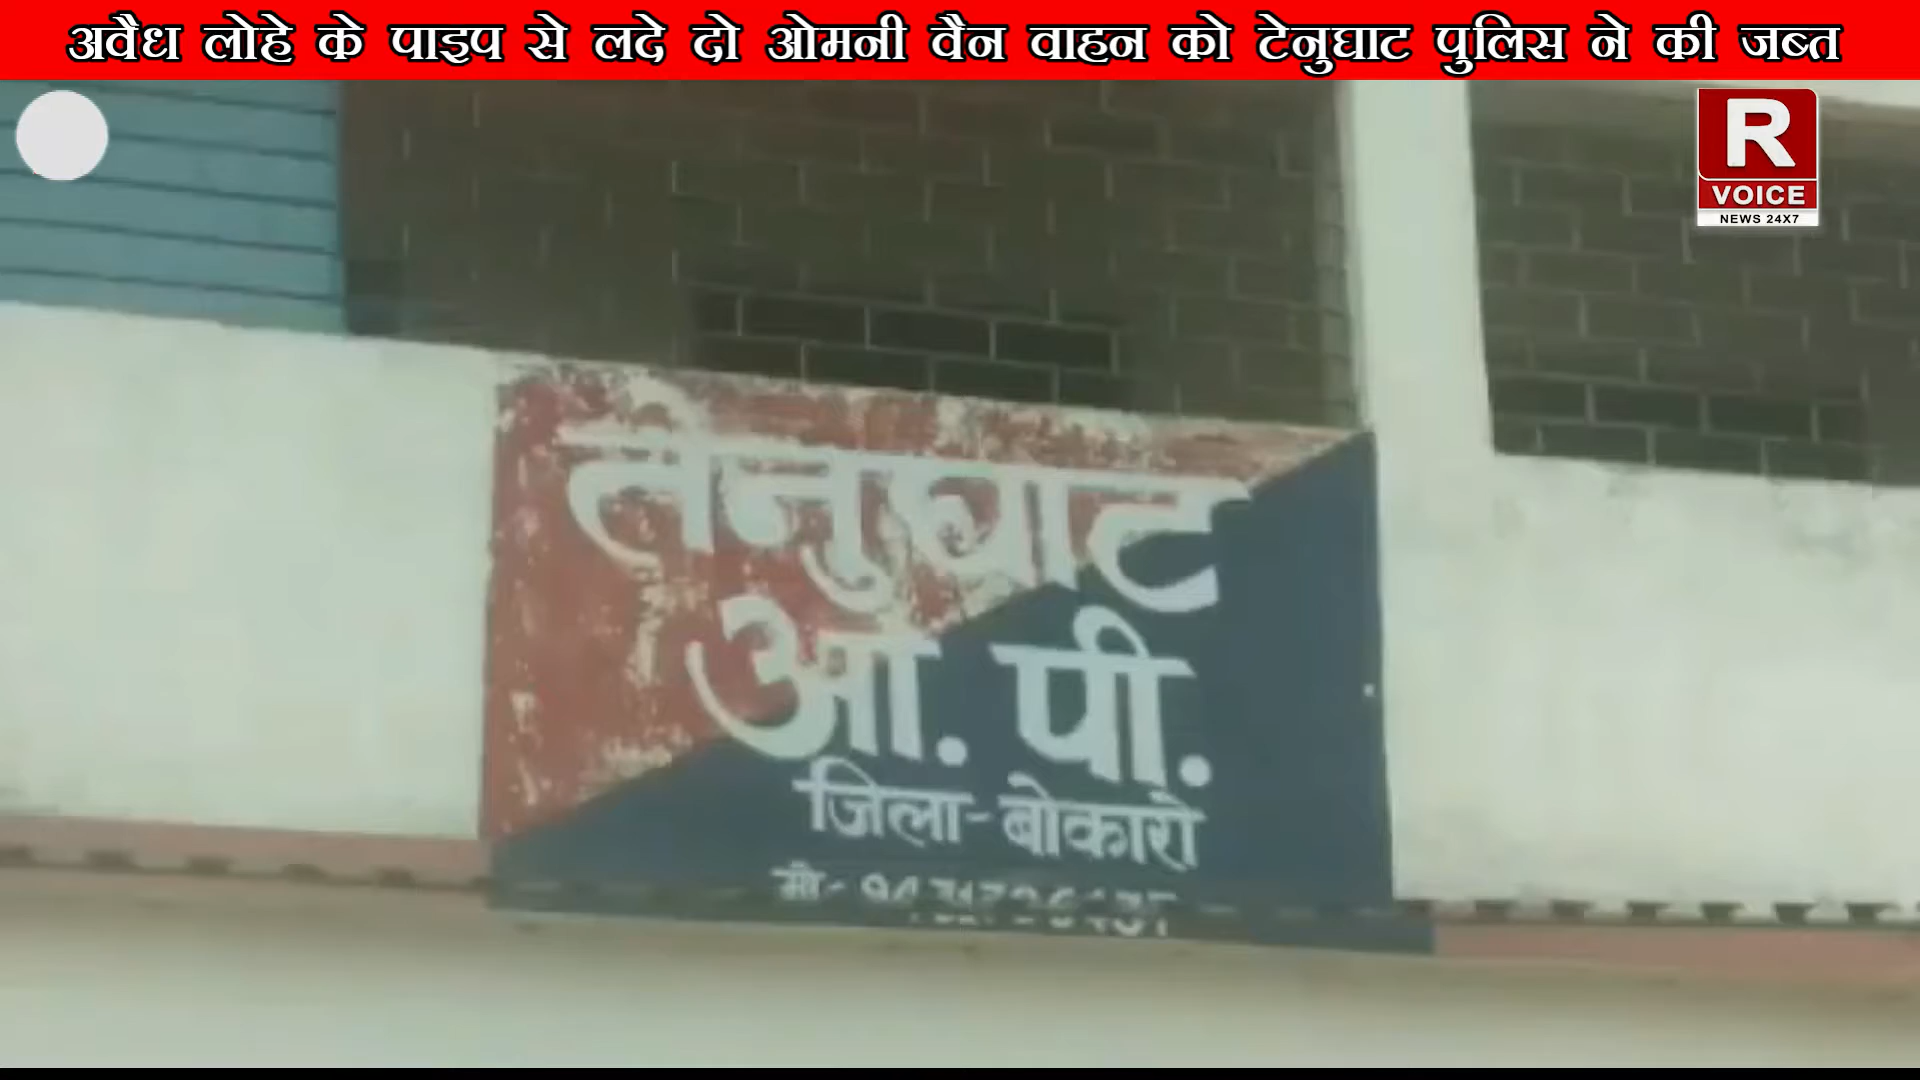 अवैध लोहे के पाइप से लदे दो ओमनी वैन वाहन को टेनुघाट पुलिस ने की जब्त
R
VOICE
NEWS 24X7
तेनुघाट
ओ. पी.
जिला-बोकारो
मो-